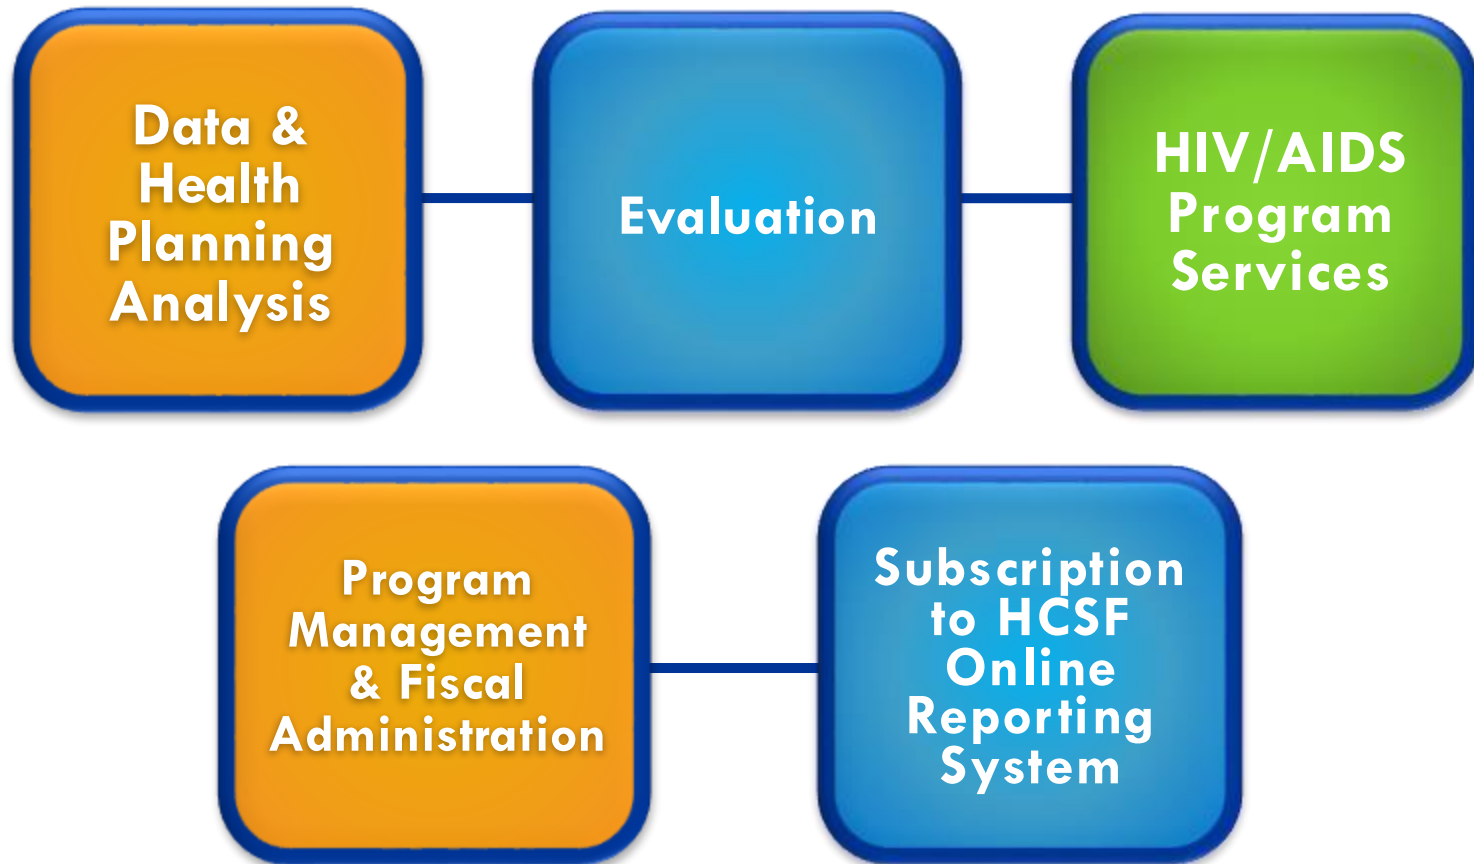 Data &
Health
Planning
Analysis
Evaluation
HIV/AIDS
Program
Services
Program
Management
& Fiscal
Administration
Subscription
to HCSF
Online
Reporting
System